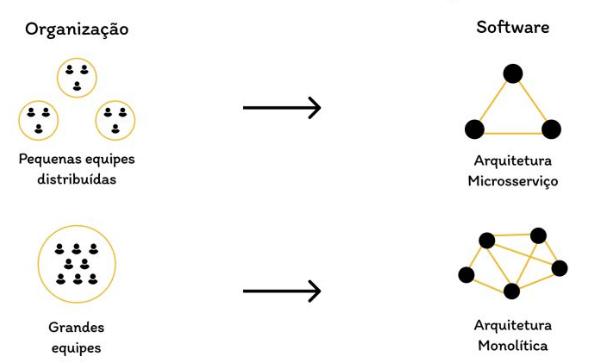 Organização
Software
Pequenas equipes
distribuídas
Arquitetura
Microsserviço
Grandes
equipes
Arquitetura
Monolítica